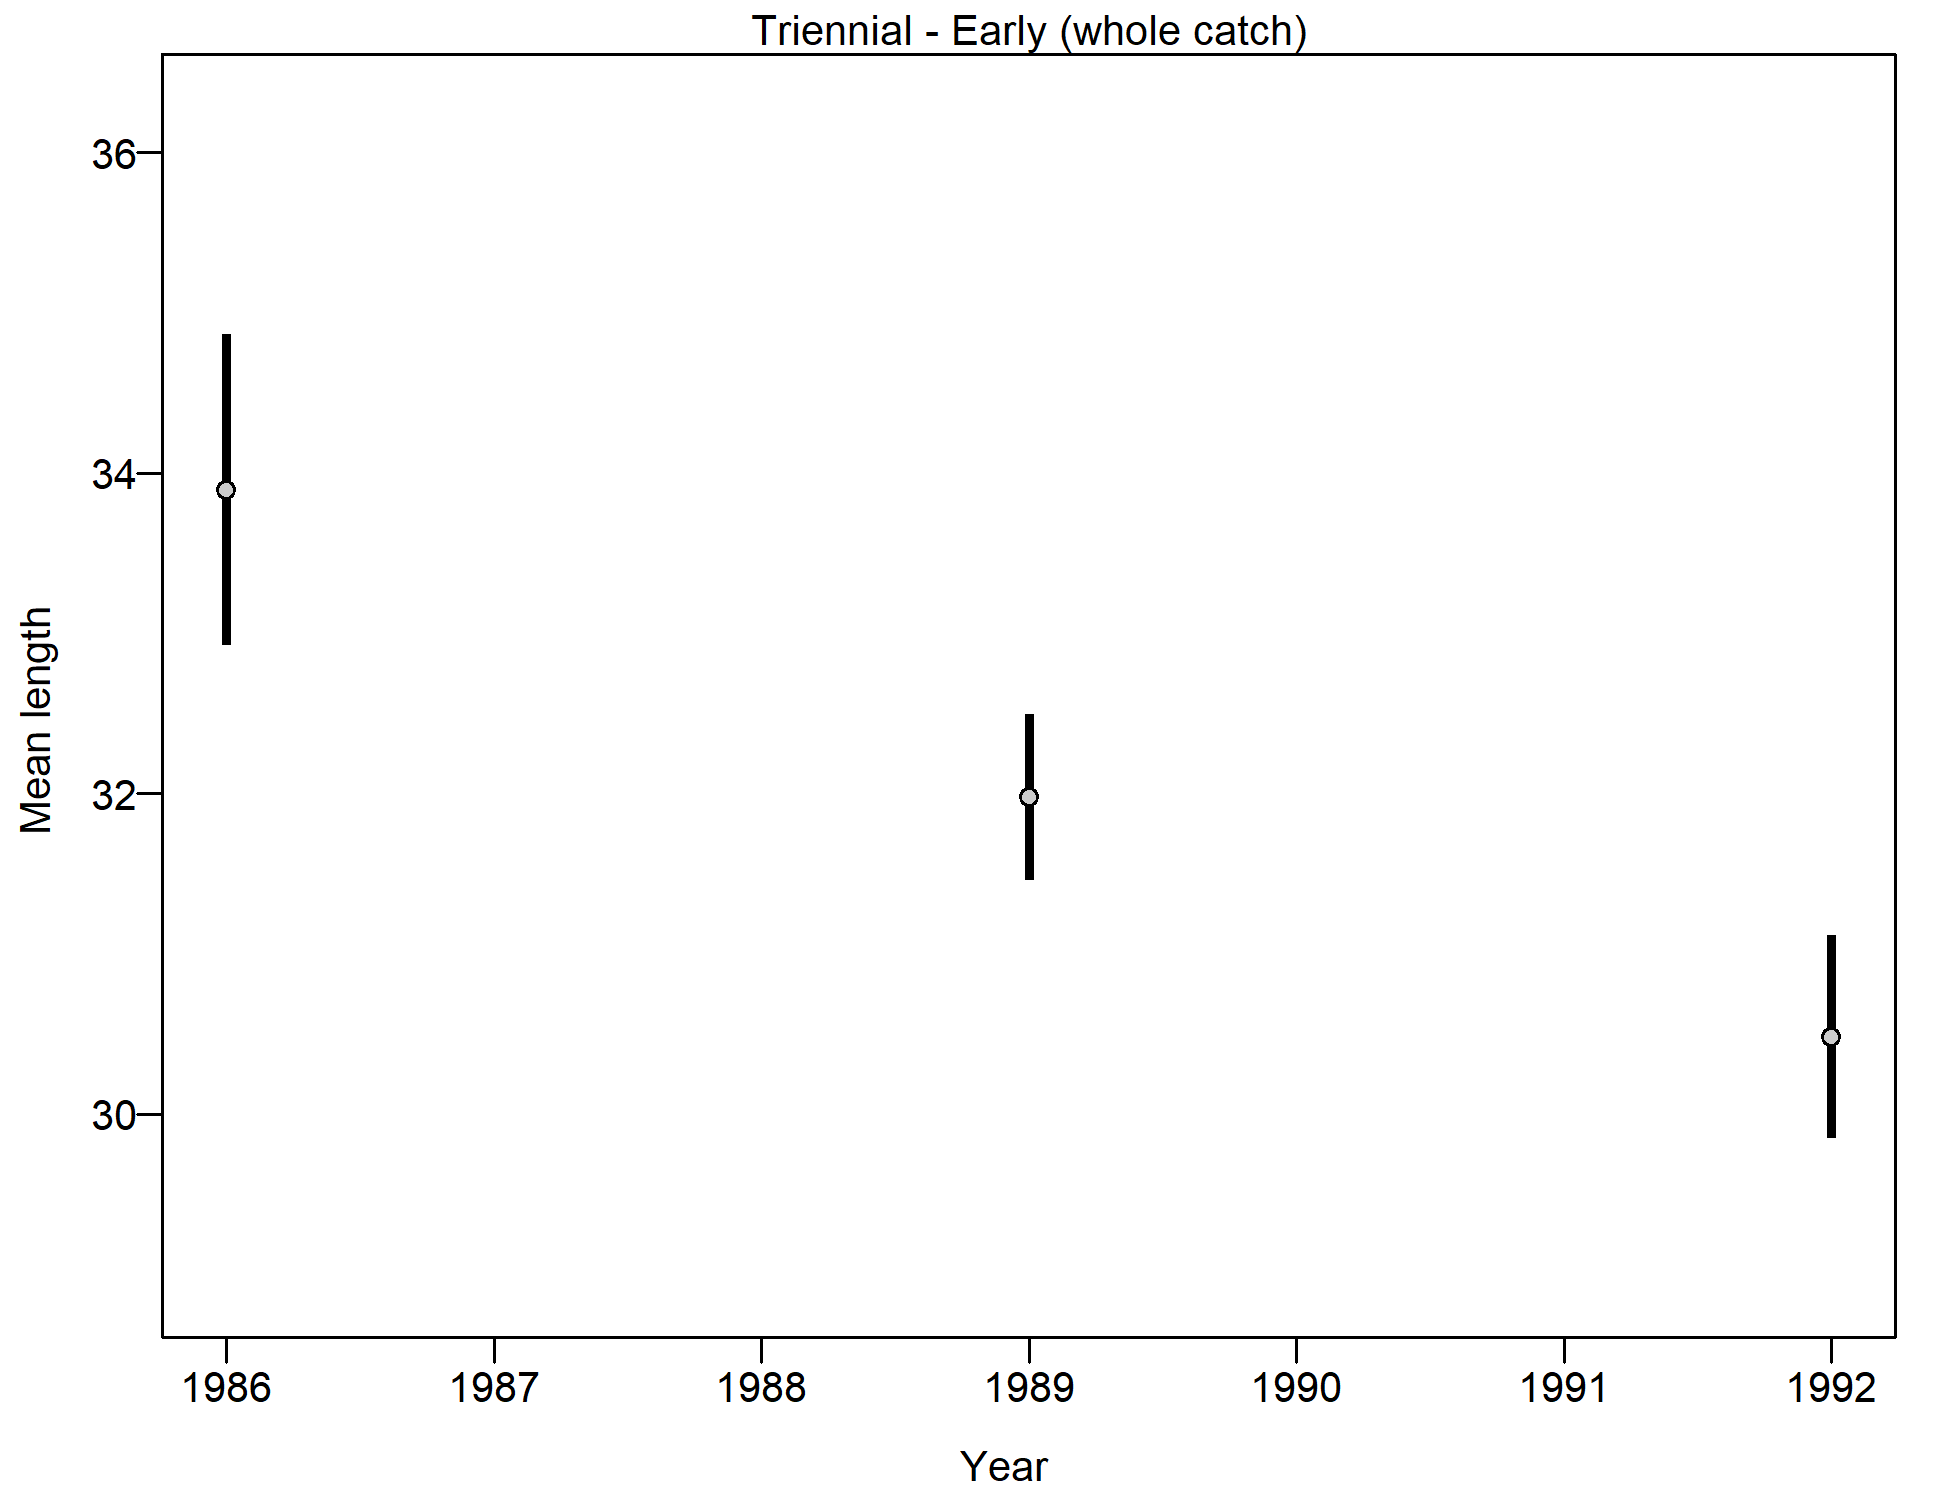 Triennial - Early (whole catch)
36
34
32
30
Mean length
1986 1987 1988 1989 1990 1991 1992
Year